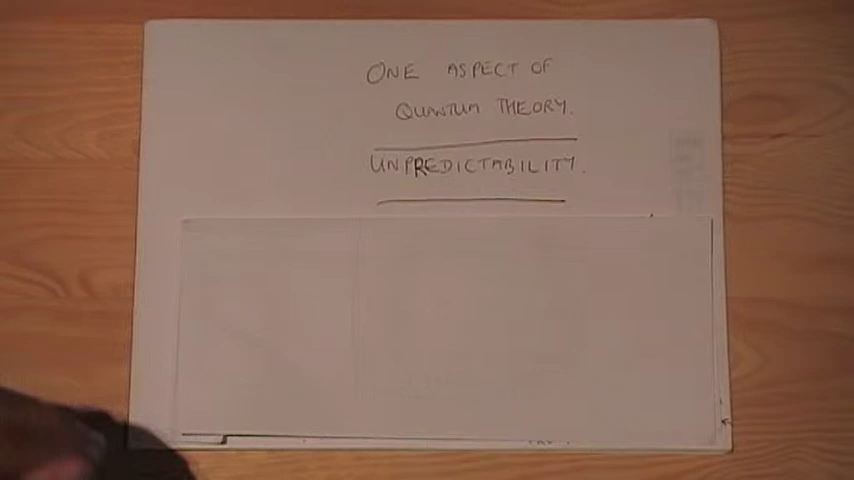 ONE ASPECT OF
QUANTUM THEORY.
UNPREDICTABILITY.